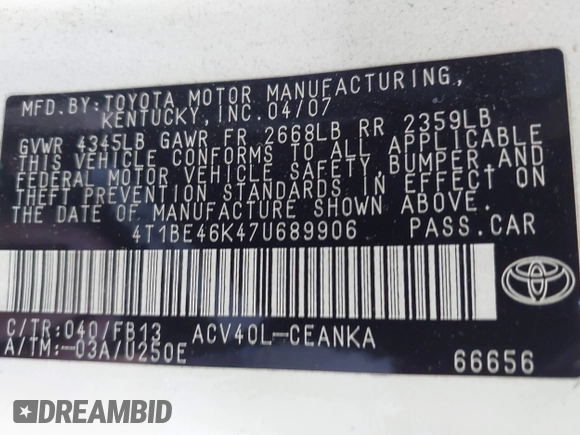 MFD.BY:TOYOTA MOTOR MANUFACTURING,
KENTUCKY,INC.04/07
GVWR 4345LB GAWR FR 2668LB RR 2359LB
THIS VEHICLE CONFORMS TO ALL APPLICABLE
FEDERAL MOTOR VEHICLE SAFETY, BUMPER,AND
THEFT PREVENTION STANDARDS IN EFFECT ON
THE DATE OF MANUFACTURE SHOWN ABOVE.
4T1BE46K47U689906 PASS.CAR
C/TR:040/FB13 ACV40L-CEANKA
A/TM:-03A/U250E
66656
DREAMBID